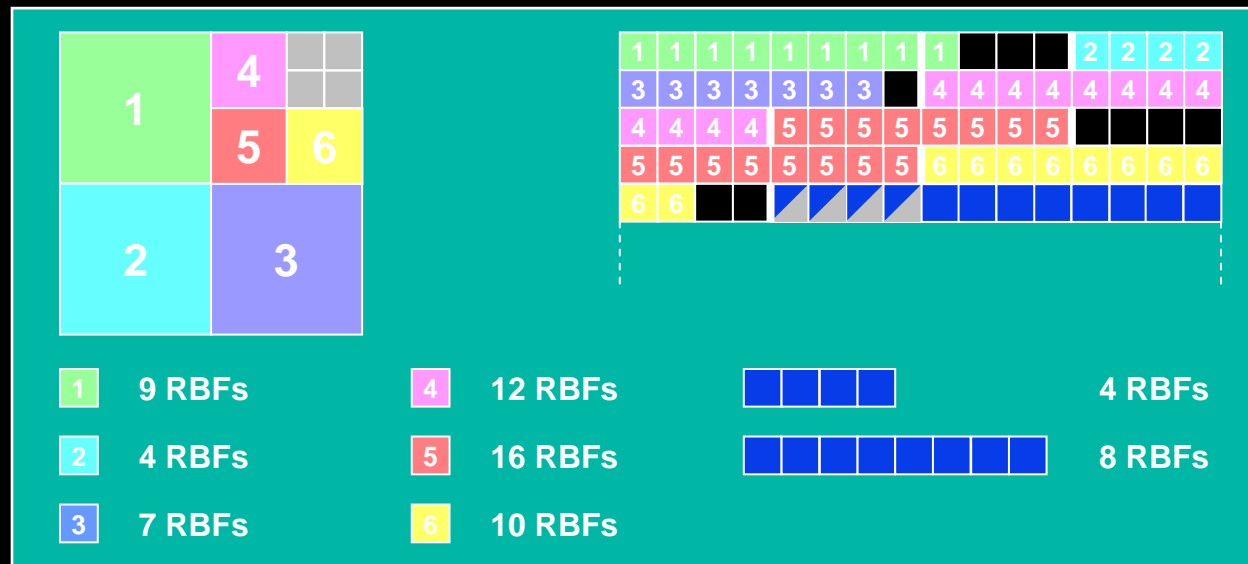 4
1
5 6
2 3
1 1 1 1 1 1 1 1 1 2 2 2 2
3 3 3 3 3 3 3 4 4 4 4 4 4 4 4
4 4 4 4 5 5 5 5 5 5 5 5
5 5 5 5 5 5 5 5 6 6 6 6 6 6 6 6
6 6
1 9 RBFs 4 12 RBFs 4 RBFs
2 4 RBFs 5 16 RBFs 8 RBFs
3 7 RBFs 6 10 RBFs